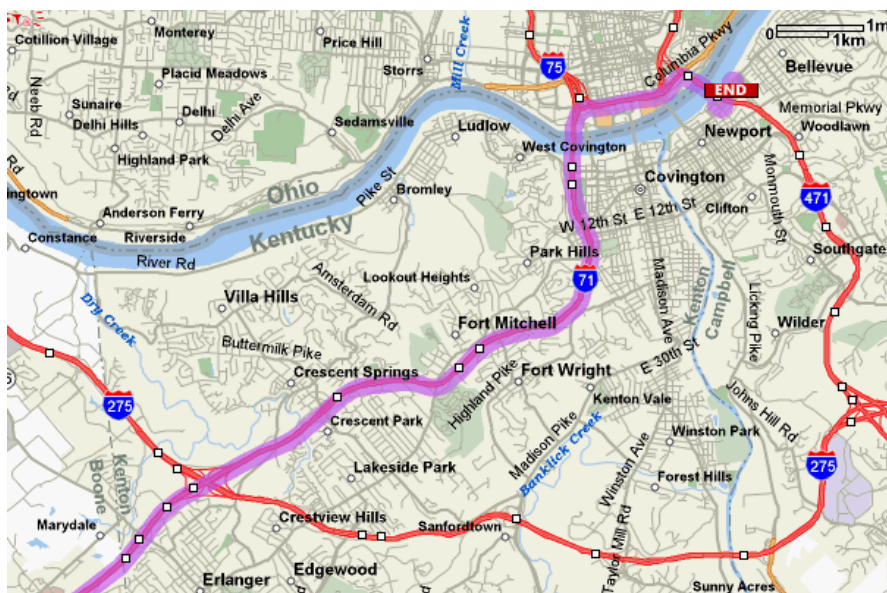 Cotillion Village
Monterey
Price Hill
Mill Creek
75
Columbia Pkwy
0
1m
1km
Storrs
Bellevue
Neeb Rd
Placid Meadows
END
Sunaire
Delhi
Delhi Ave
Memorial Pkwy
Delhi Hills
Sedamsville
Ludlow
Newport
Woodlawn
Highland Park
West Covington
Rd
Pike St
Covington
Monmouth St
Ohio
Bromley
471
ingtown
Anderson Ferry
W 12th St
E 12th St
Clifton
Constance
Riverside
Kentucky
River Rd
Park Hills
Southgate
Amsterdam Rd
Lookout Heights
71
Madison Ave
Kenton
Campbell
Dry Creek
Villa Hills
Licking Pike
Fort Mitchell
Wilder
Buttermilk Pike
E 30th St
Crescent Springs
Highland Pike
Fort Wright
275
Kenton Vale
Johns Hill Rd
Crescent Park
Madison Pike
Banklick Creek
Winston Ave
Winston Park
Kenton
Boone
Lakeside Park
Forest Hills
275
Marydale
Crestview Hills
Sanfordtown
Taylor Mill Rd
Erlanger
Edgewood
Sunny Acres